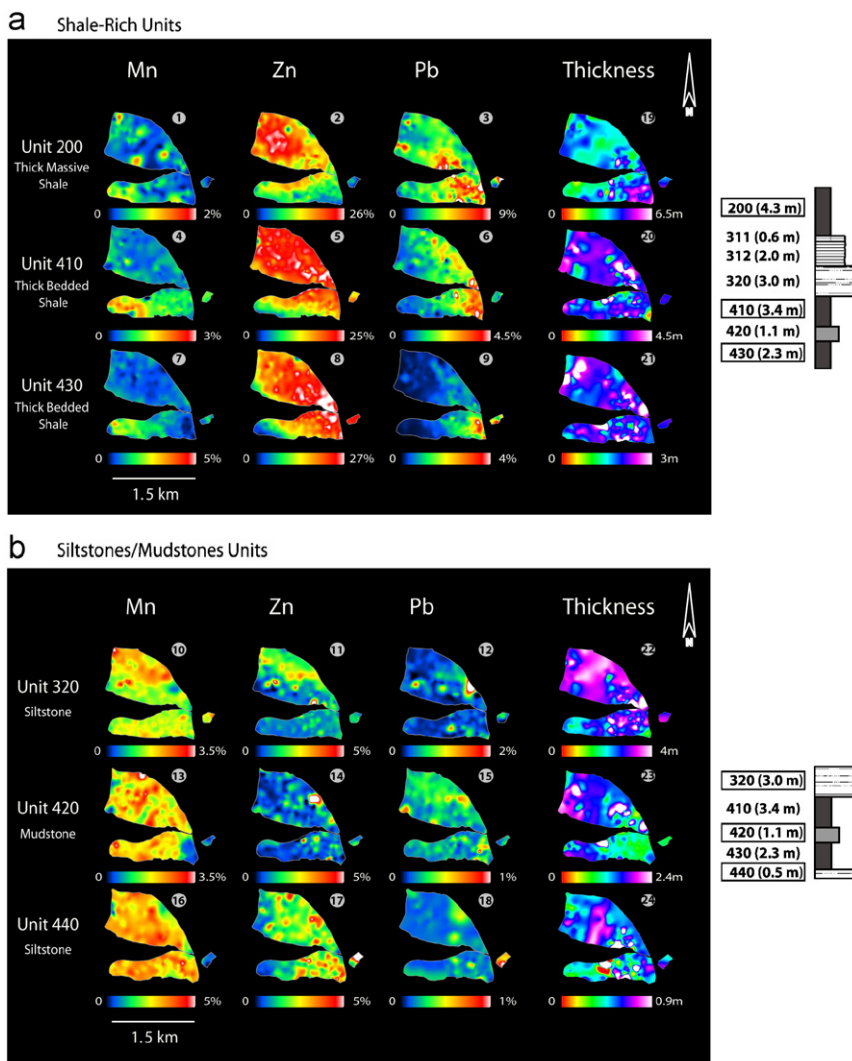 a Shale-Rich Units
Mn Zn Pb Thickness
N
Unit 200
Thick Massive
Shale
1 2 3 19
0 2% 0 26% 0 9% 0 6.5m
Unit 410
Thick Bedded
Shale
4 5 6 20
0 3% 0 25% 0 4.5% 0 4.5m
Unit 430
Thick Bedded
Shale
7 8 9 21
0 5% 0 27% 0 4% 0 3m
1.5 km
200 (4.3 m)
311 (0.6 m)
312 (2.0 m)
320 (3.0 m)
410 (3.4 m)
420 (1.1 m)
430 (2.3 m)
b Siltstones/Mudstones Units
Mn Zn Pb Thickness
N
Unit 320
Siltstone
10 11 12 22
0 3.5% 0 5% 0 2% 0 4m
Unit 420
Mudstone
13 14 15 23
0 3.5% 0 5% 0 1% 0 2.4m
Unit 440
Siltstone
16 17 18 24
0 5% 0 5% 0 1% 0 0.9m
1.5 km
320 (3.0 m)
410 (3.4 m)
420 (1.1 m)
430 (2.3 m)
440 (0.5 m)